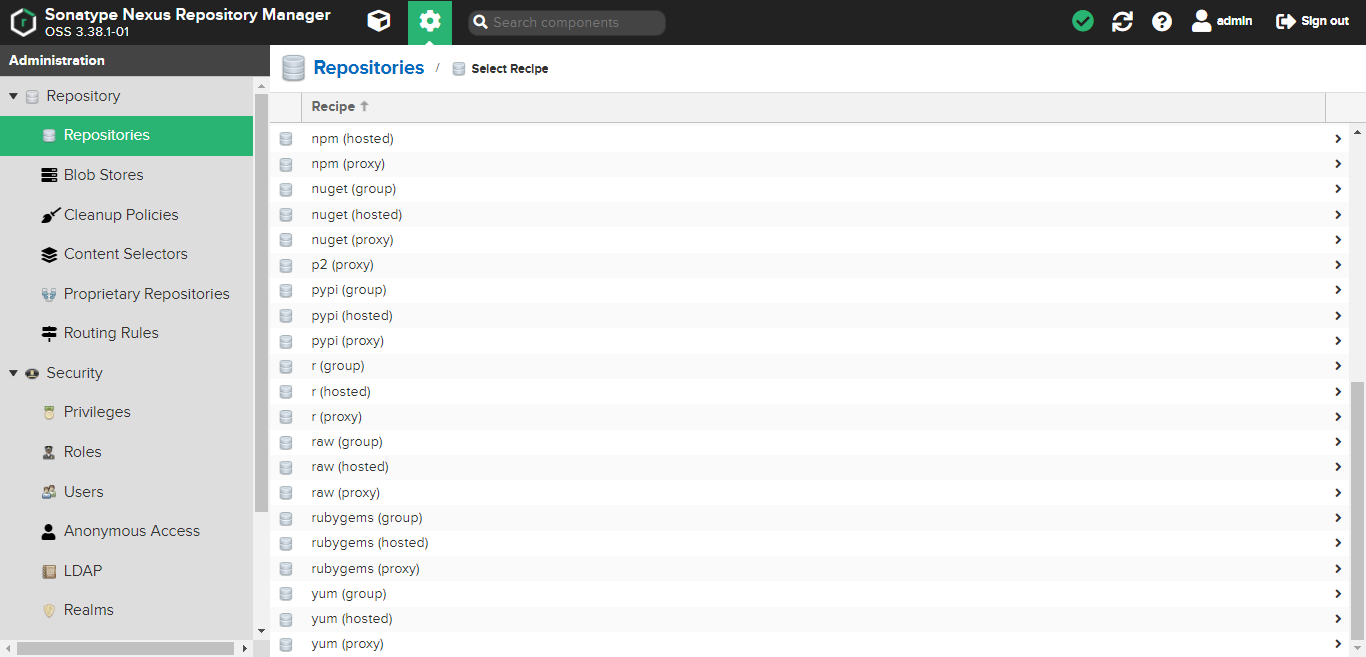 Sonatype Nexus Repository Manager
OSS 3.38.1-01
Search components
admin
Sign out
Administration
Repository
Repositories
Blob Stores
Cleanup Policies
Content Selectors
Proprietary Repositories
Routing Rules
Security
Privileges
Roles
Users
Anonymous Access
LDAP
Realms
Repositories / Select Recipe
Recipe
npm (hosted)
npm (proxy)
nuget (group)
nuget (hosted)
nuget (proxy)
p2 (proxy)
pypi (group)
pypi (hosted)
pypi (proxy)
r (group)
r (hosted)
r (proxy)
raw (group)
raw (hosted)
raw (proxy)
rubygems (group)
rubygems (hosted)
rubygems (proxy)
yum (group)
yum (hosted)
yum (proxy)